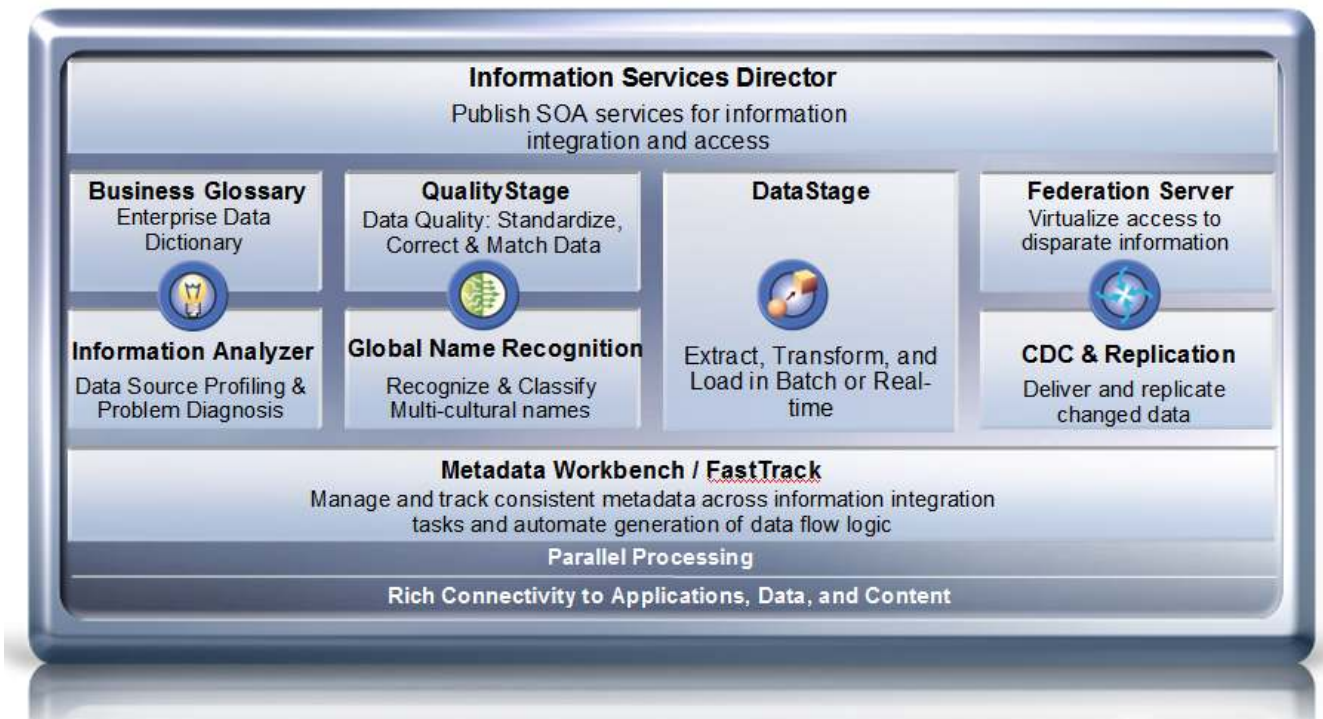 Information Services Director
Publish SOA services for information
integration and access
Business Glossary
Enterprise Data
Dictionary
Information Analyzer
Data Source Profiling &
Problem Diagnosis
QualityStage
Data Quality: Standardize,
Correct & Match Data
Global Name Recognition
Recognize & Classify
Multi-cultural names
DataStage
Extract, Transform, and
Load in Batch or Real-
time
Federation Server
Virtualize access to
disparate information
CDC & Replication
Deliver and replicate
changed data
Metadata Workbench / FastTrack
Manage and track consistent metadata across information integration
tasks and automate generation of data flow logic
Parallel Processing
Rich Connectivity to Applications, Data, and Content